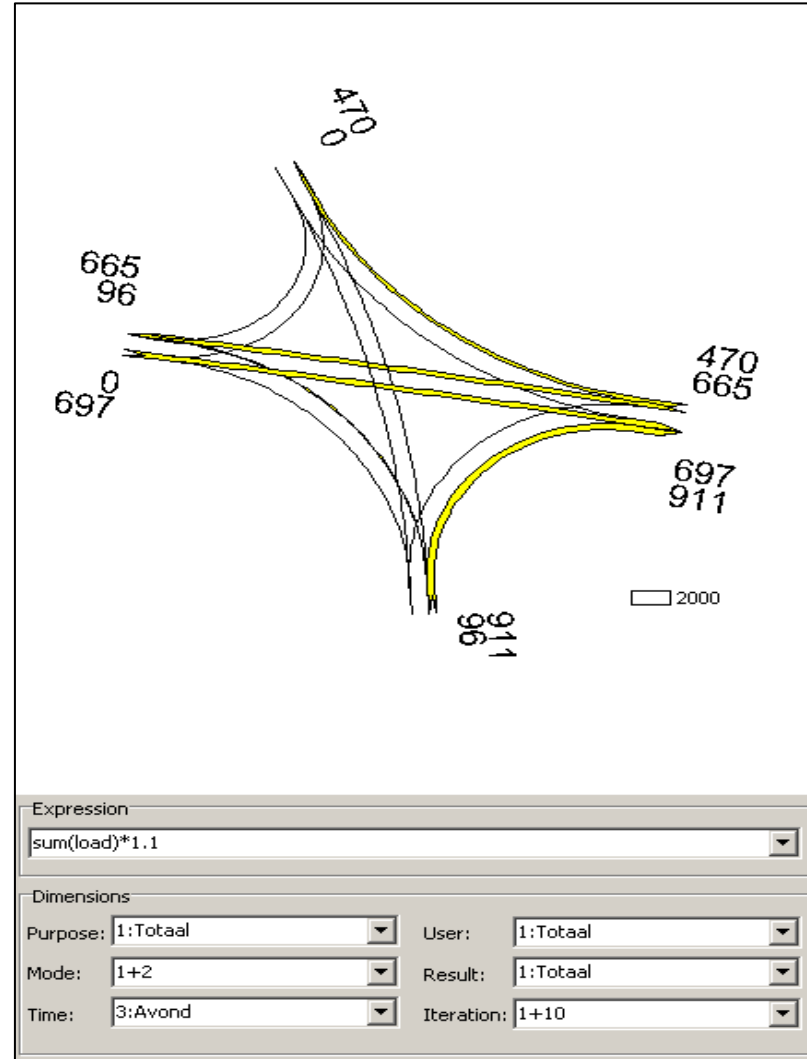 470
0
665
96
470
665
0
697
697
911
2000
911
96
Expression
sum(load)*1.1
Dimensions
Purpose: 1:Totaal User: 1:Totaal
Mode: 1+2 Result: 1:Totaal
Time: 3:Avond Iteration: 1+10